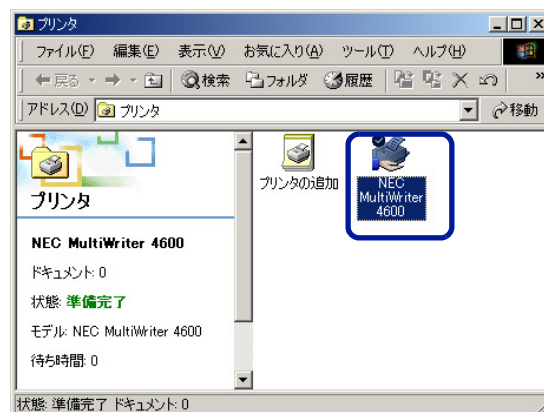 プリンタ
ファイル(F) 編集(E) 表示(V) お気に入り(A) ツール(T) ヘルプ(H)
戻る 検索 フォルダ 履歴 »
アドレス(D) プリンタ 移動
プリンタ
NEC MultiWriter 4600
ドキュメント: 0
状態: 準備完了
モデル: NEC MultiWriter 4600
待ち時間: 0
プリンタの追加
NEC
MultiWriter
4600
状態: 準備完了 ドキュメント: 0